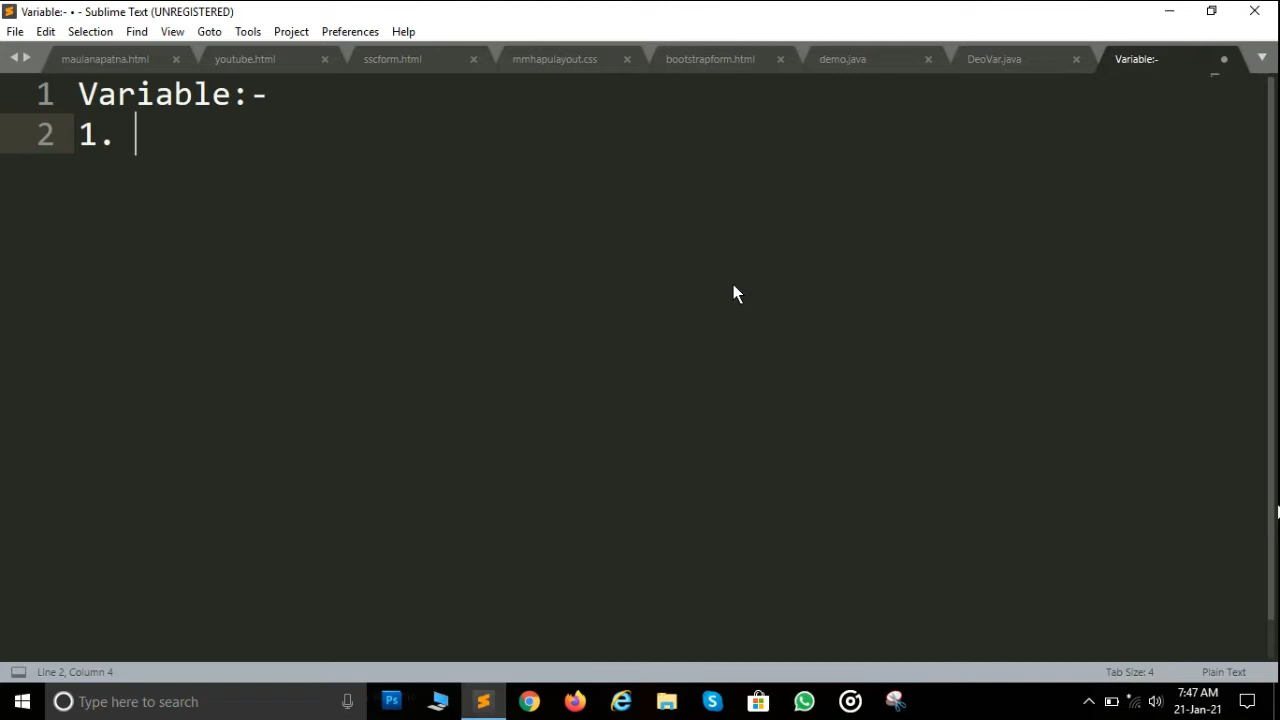 Variable:- • - Sublime Text (UNREGISTERED)
File Edit Selection Find View Goto Tools Project Preferences Help
maulanapatna.html youtube.html sscform.html mmhapulayout.css bootstrapform.html demo.java DeoVar.java Variable:-
1 Variable:-
2 1.
Line 2, Column 4 Tab Size: 4 Plain Text
Type here to search 7:47 AM
21-Jan-21